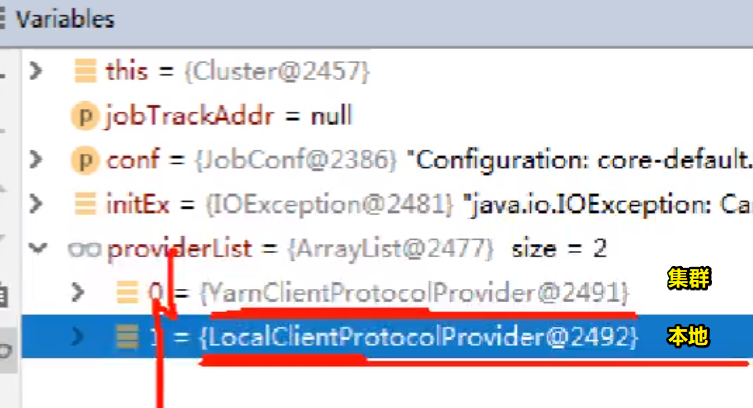 Variables
this = {Cluster@2457}
p jobTrackAddr = null
p conf = {JobConf@2386} "Configuration: core-default.
initEx = {IOException@2481} "java.io.IOException: Ca
providerList = {ArrayList@2477} size = 2
0 = {YarnClientProtocolProvider@2491} 集群
1 = {LocalClientProtocolProvider@2492} 本地